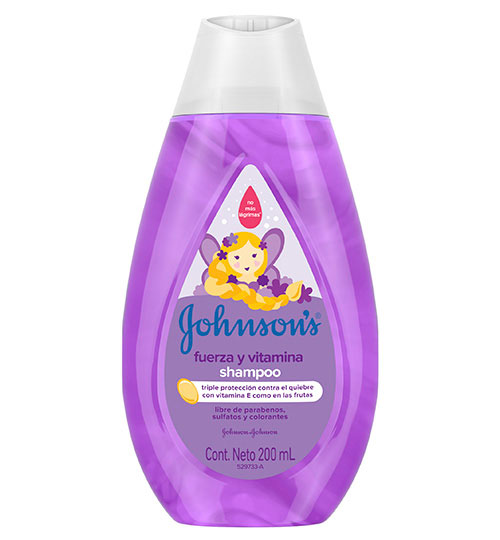 no
más
lágrimas*
Johnson's®
fuerza y vitamina
shampoo
triple protección contra el quiebre
con vitamina E como en las frutas
libre de parabenos,
sulfatos y colorantes
Johnson & Johnson
Cont. Neto 200 mL
529733-A